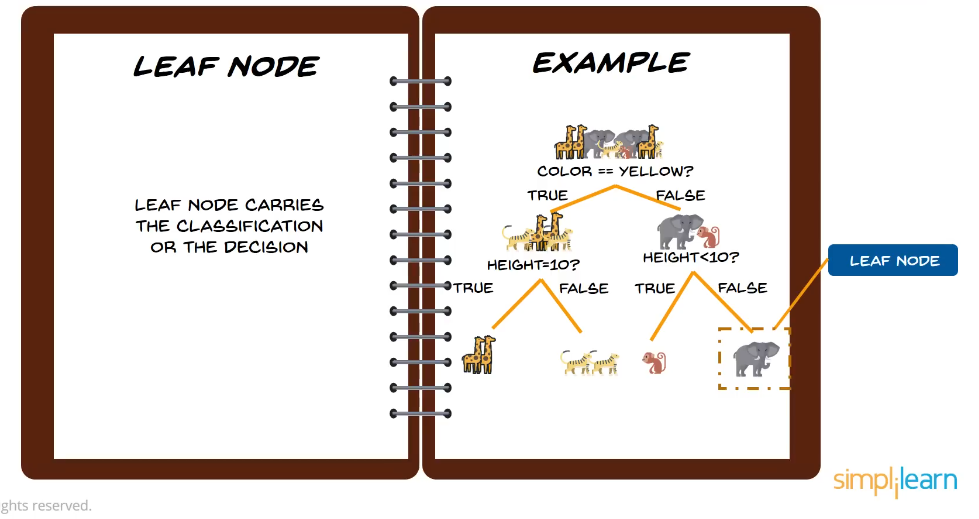 LEAF NODE
LEAF NODE CARRIES
THE CLASSIFICATION
OR THE DECISION
EXAMPLE
COLOR == YELLOW?
TRUE
FALSE
HEIGHT=10?
HEIGHT<10?
TRUE
FALSE
TRUE
FALSE
LEAF NODE
simplilearn
ghts reserved.